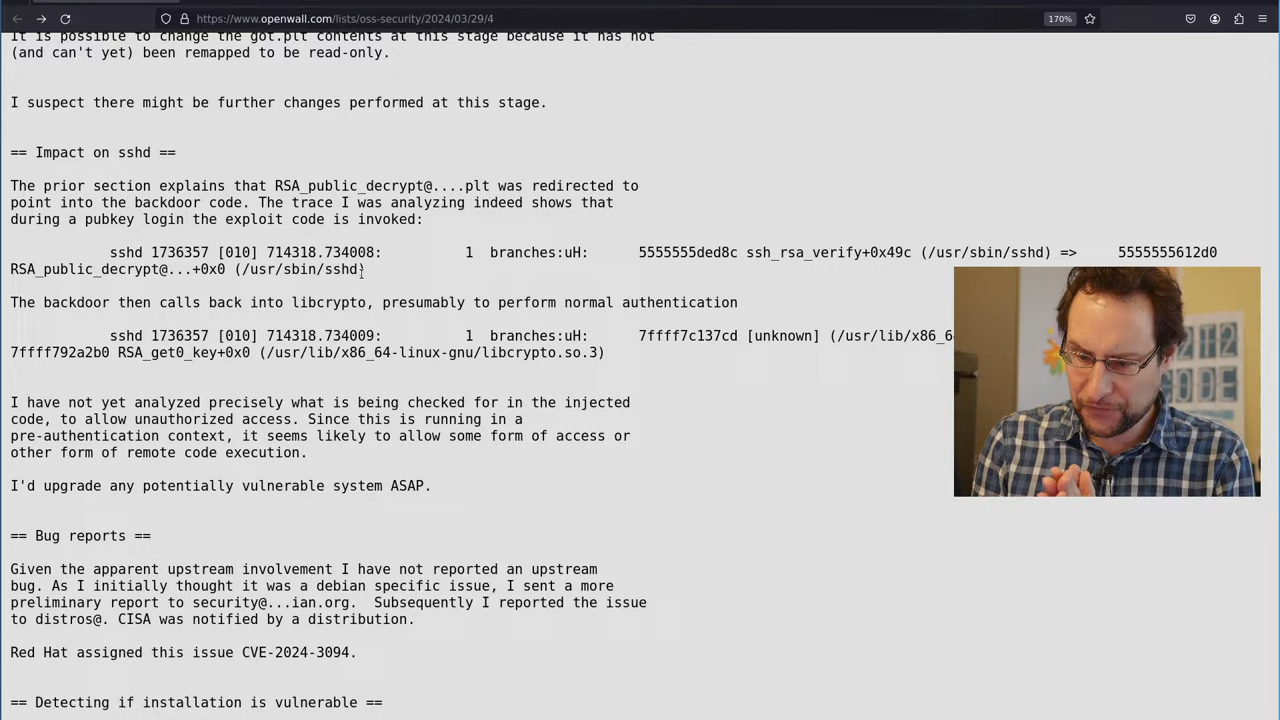 https://www.openwall.com/lists/oss-security/2024/03/29/4
170%
It is possible to change the got.plt contents at this stage because it has not
(and can't yet) been remapped to be read-only.
I suspect there might be further changes performed at this stage.
== Impact on sshd ==
The prior section explains that RSA_public_decrypt@....plt was redirected to
point into the backdoor code. The trace I was analyzing indeed shows that
during a pubkey login the exploit code is invoked:
sshd 1736357 [010] 714318.734008: 1 branches:uH: 5555555ded8c ssh_rsa_verify+0x49c (/usr/sbin/sshd) => 5555555612d0
RSA_public_decrypt@...+0x0 (/usr/sbin/sshd)
The backdoor then calls back into libcrypto, presumably to perform normal authentication
sshd 1736357 [010] 714318.734009: 1 branches:uH: 7ffff7c137cd [unknown] (/usr/lib/x86_6
7ffff792a2b0 RSA_get0_key+0x0 (/usr/lib/x86_64-linux-gnu/libcrypto.so.3)
I have not yet analyzed precisely what is being checked for in the injected
code, to allow unauthorized access. Since this is running in a
pre-authentication context, it seems likely to allow some form of access or
other form of remote code execution.
I'd upgrade any potentially vulnerable system ASAP.
== Bug reports ==
Given the apparent upstream involvement I have not reported an upstream
bug. As I initially thought it was a debian specific issue, I sent a more
preliminary report to security@...ian.org.  Subsequently I reported the issue
to distros@. CISA was notified by a distribution.
Red Hat assigned this issue CVE-2024-3094.
== Detecting if installation is vulnerable ==